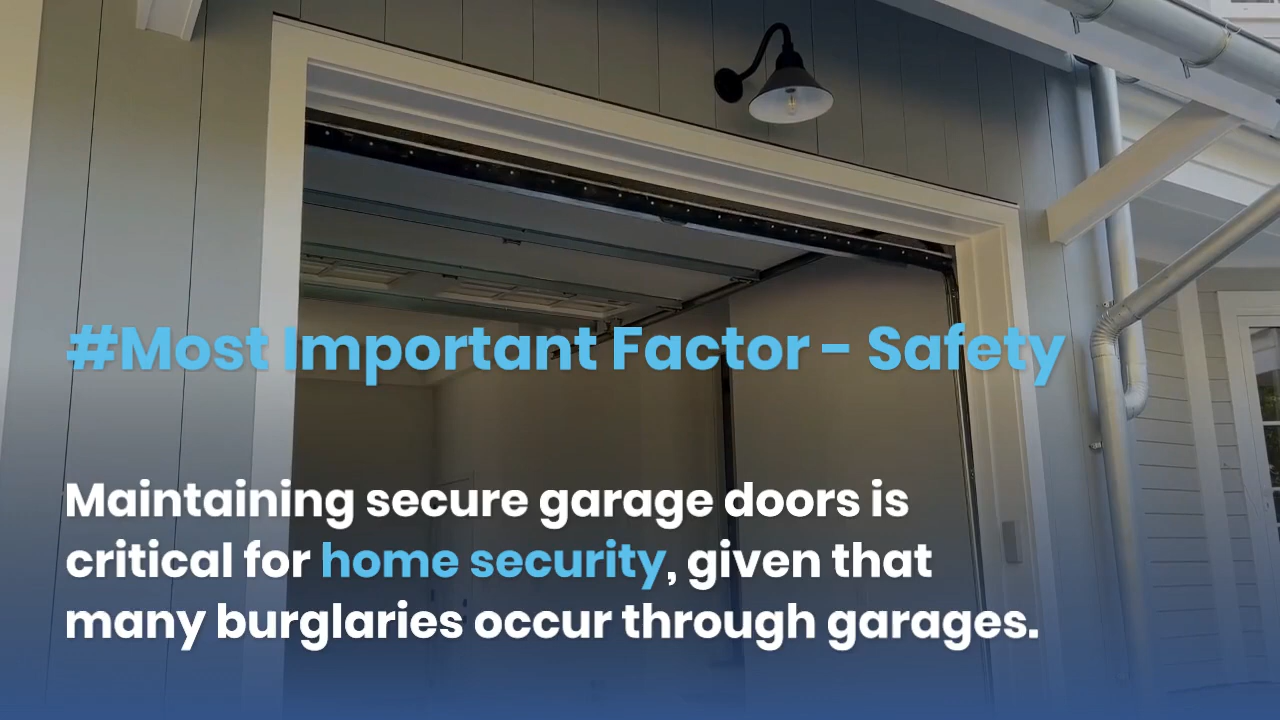 #Most Important Factor - Safety
Maintaining secure garage doors is
critical for home security, given that
many burglaries occur through garages.